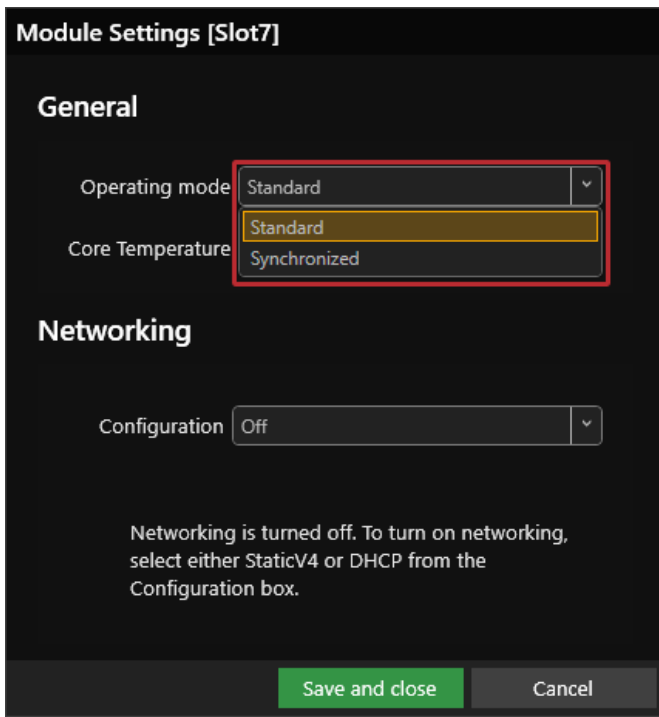 Module Settings [Slot7]
General
Operating mode Standard
Standard
Core Temperature
Synchronized
Networking
Configuration Off
Networking is turned off. To turn on networking,
select either StaticV4 or DHCP from the
Configuration box.
Save and close Cancel